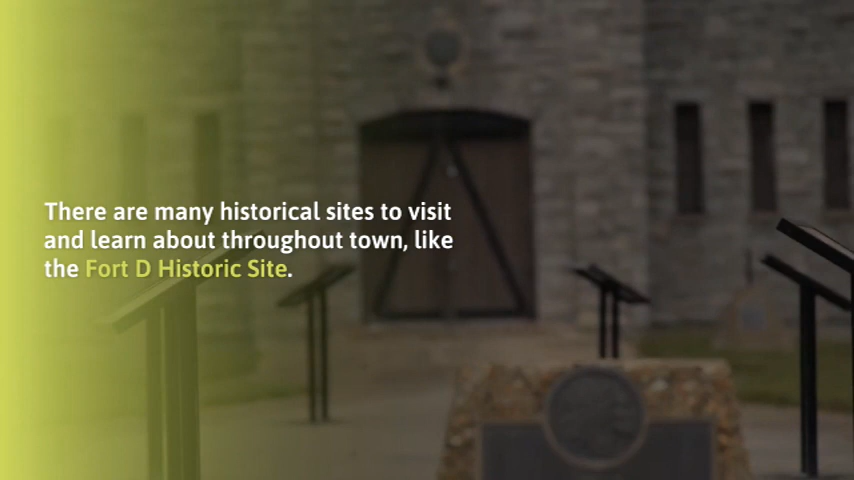 There are many historical sites to visit
and learn about throughout town, like
the Fort D Historic Site.